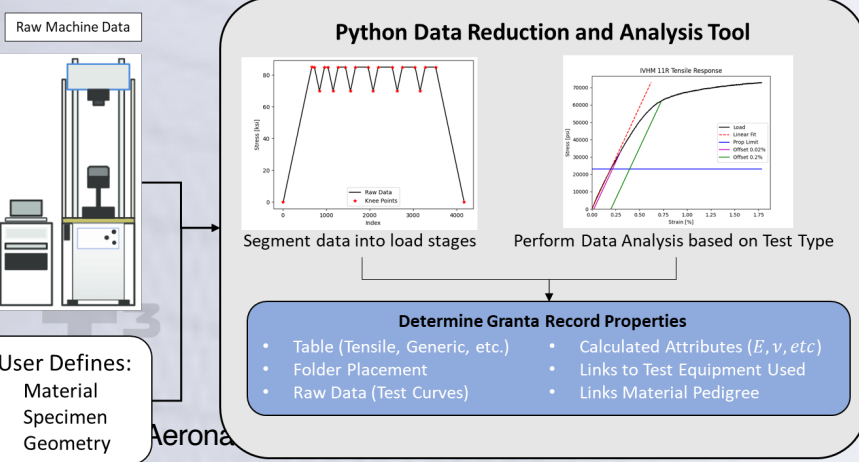 Raw Machine Data
Python Data Reduction and Analysis Tool
80
60
40
20
0
Stress [ksi]
Raw Data
Knee Points
0 1000 2000 3000 4000
Index
IVHM 11R Tensile Response
70000
60000
50000
40000
30000
20000
10000
0
Stress [psi]
Load
Linear Fit
Prop Limit
Offset 0.02%
Offset 0.2%
0.00 0.25 0.50 0.75 1.00 1.25 1.50 1.75
Strain [%]
Segment data into load stages
Perform Data Analysis based on Test Type
Determine Granta Record Properties
• Table (Tensile, Generic, etc.)
• Folder Placement
• Raw Data (Test Curves)
• Calculated Attributes (E, ν, etc)
• Links to Test Equipment Used
• Links Material Pedigree
User Defines:
Material
Specimen
Geometry
3
Aerona